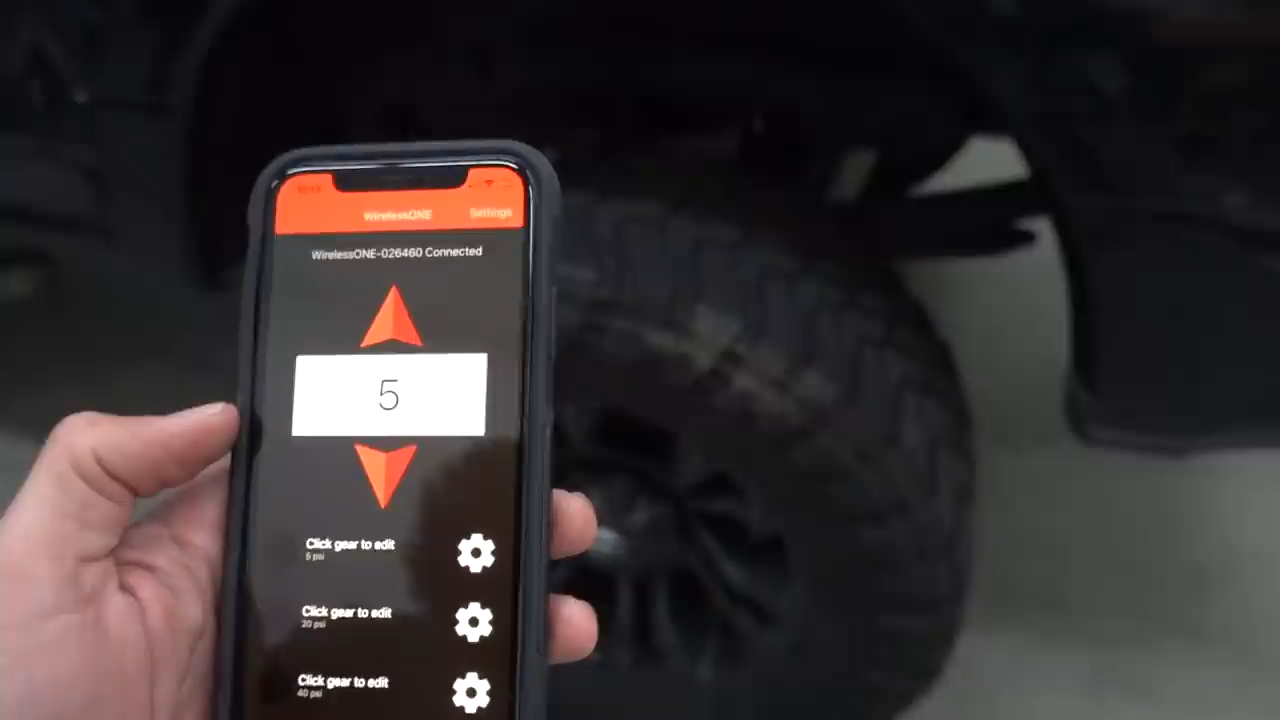 WirelessONE
Settings
WirelessONE-026460 Connected
5
Click gear to edit
5 psi
Click gear to edit
20 psi
Click gear to edit
40 psi